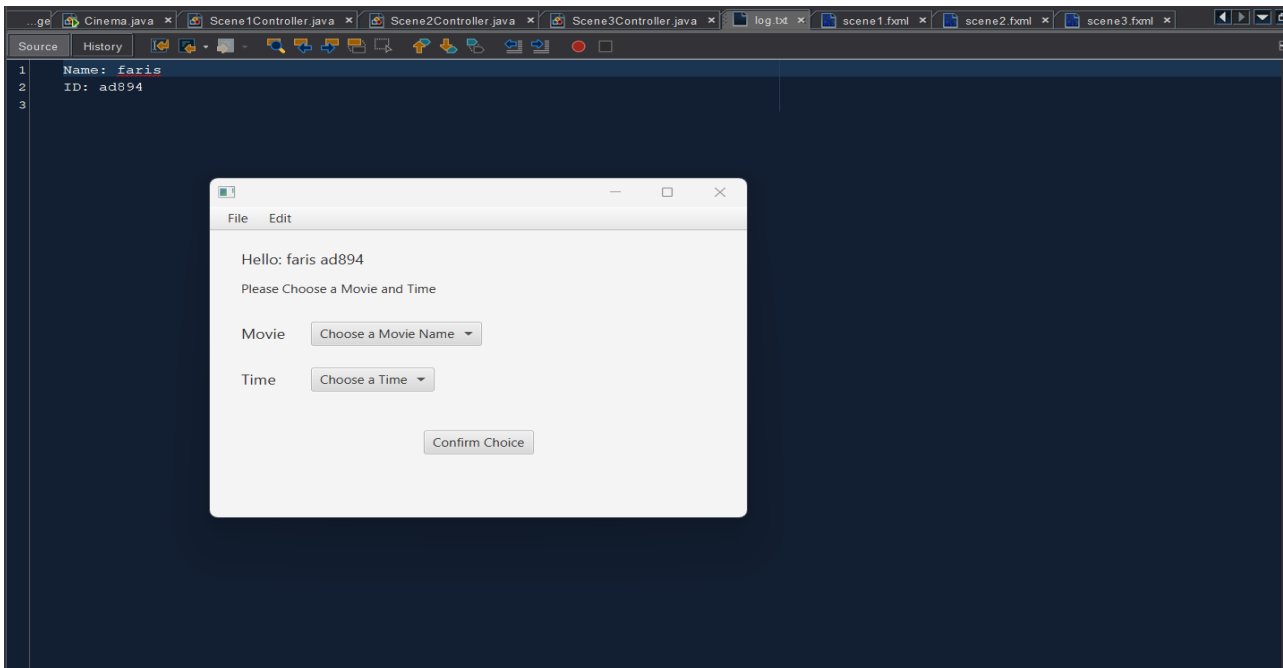 ...ge Cinema.java Scene1Controller.java Scene2Controller.java Scene3Controller.java log.txt scene1.fxml scene2.fxml scene3.fxml
Source History
1 Name: faris
2 ID: ad894
3
File Edit
Hello: faris ad894
Please Choose a Movie and Time
Movie Choose a Movie Name
Time Choose a Time
Confirm Choice